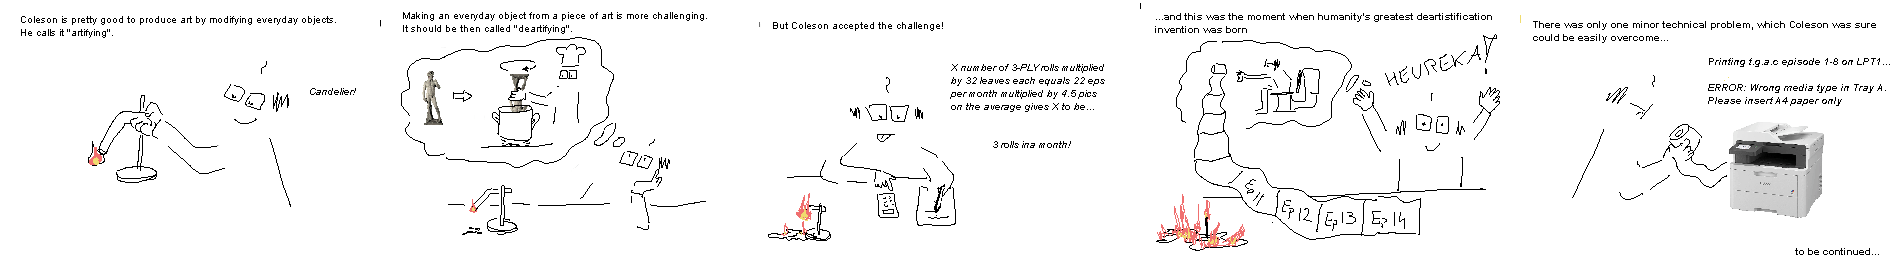 Coleson is pretty good to produce art by modifying everyday objects.
He calls it "artifying".
Candelier!
Making an everyday object from a piece of art is more challenging.
It should be then called "deartifying".
But Coleson accepted the challenge!
X number of 3-PLY rolls multiplied
by 32 leaves each equals 22 eps
per month multiplied by 4.5 pics
on the average gives X to be...
3 rolls in a month!
...and this was the moment when humanity's greatest deartistification
invention was born
HEUREKA!
Ep 11
Ep 12
Ep 13
Ep 14
There was only one minor technical problem, which Coleson was sure
could be easily overcome...
Printing t.g.a.c episode 1-8 on LPT1...
ERROR: Wrong media type in Tray A.
Please insert A4 paper only
to be continued...